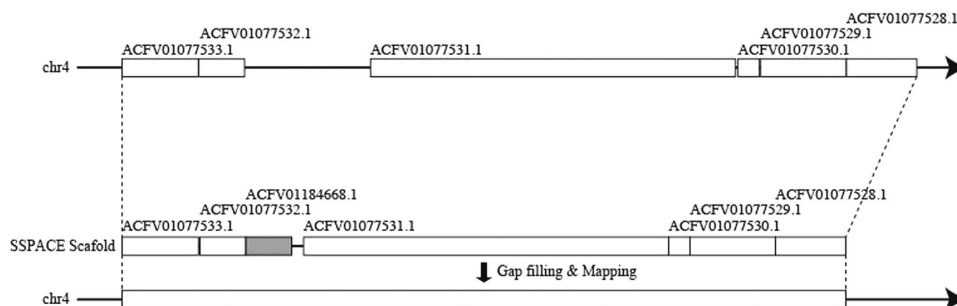 ACFV01077528.1
ACFV01077532.1
ACFV01077529.1
ACFV01077533.1
ACFV01077531.1
ACFV01077530.1
chr4
ACFV01184668.1
ACFV01077528.1
ACFV01077532.1
ACFV01077529.1
ACFV01077533.1
ACFV01077531.1
ACFV01077530.1
SSPACE Scafold
Gap filling & Mapping
chr4